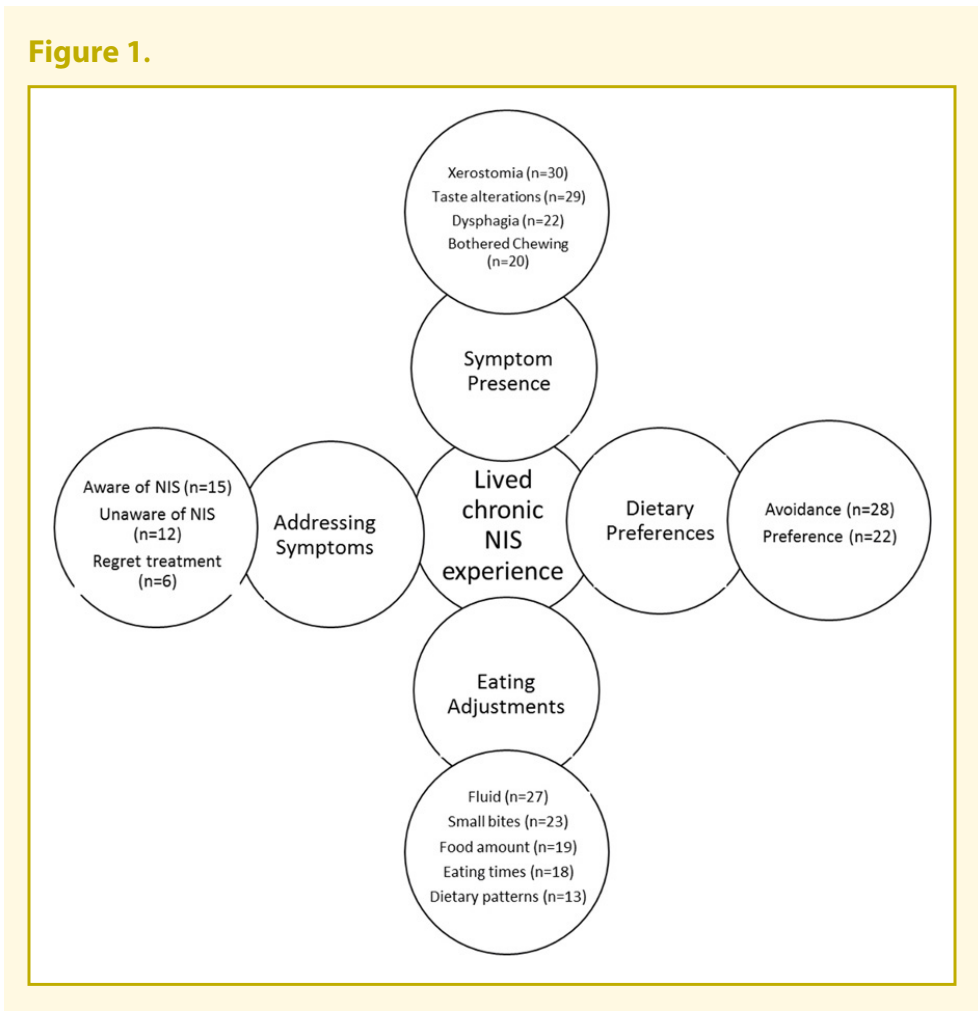 Figure 1.
Xerostomia (n=30)
Taste alterations (n=29)
Dysphagia (n=22)
Bothered Chewing
(n=20)
Symptom
Presence
Aware of NIS (n=15)
Unaware of NIS
(n=12)
Regret treatment
(n=6)
Addressing
Symptoms
Lived
chronic
NIS
experience
Dietary
Preferences
Avoidance (n=28)
Preference (n=22)
Eating
Adjustments
Fluid (n=27)
Small bites (n=23)
Food amount (n=19)
Eating times (n=18)
Dietary patterns (n=13)